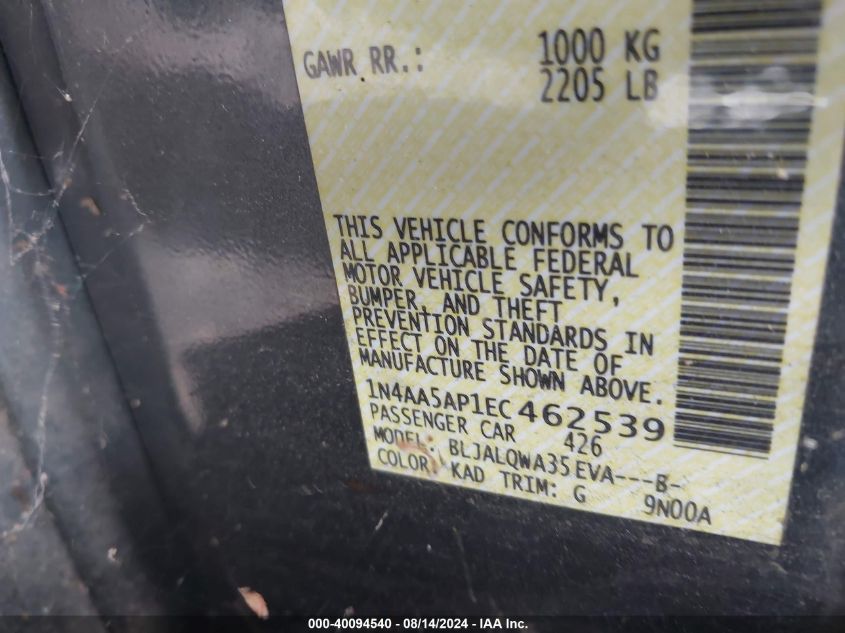 GAWR RR.: 1000 KG
2205 LB
THIS VEHICLE CONFORMS TO
ALL APPLICABLE FEDERAL
MOTOR VEHICLE SAFETY,
BUMPER, AND THEFT
PREVENTION STANDARDS IN
EFFECT ON THE DATE OF
MANUFACTURE SHOWN ABOVE.
1N4AA5AP1EC462539
PASSENGER CAR 426
MODEL: BLJALQWA35EVA---B-
COLOR: KAD TRIM: G 9N00A
000-40094540 - 08/14/2024 - IAA Inc.